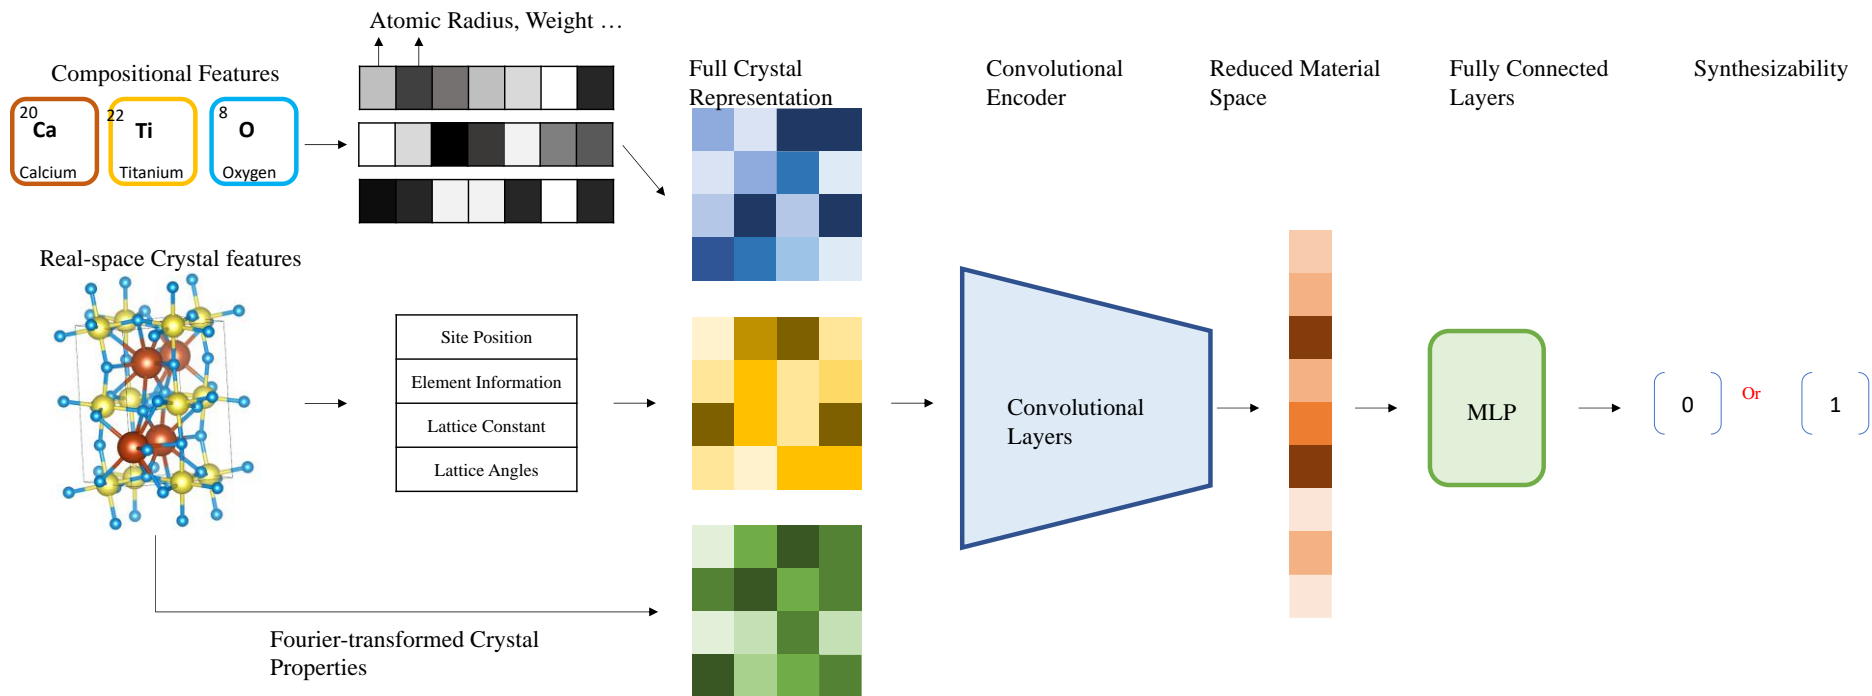 Atomic Radius, Weight …
Compositional Features
20
Ca
Calcium
22
Ti
Titanium
8
O
Oxygen
Full Crystal
Representation
Convolutional
Encoder
Reduced Material
Space
Fully Connected
Layers
Synthesizability
Real-space Crystal features
Site Position
Element Information
Lattice Constant
Lattice Angles
Convolutional
Layers
MLP
0
Or
1
Fourier-transformed Crystal
Properties